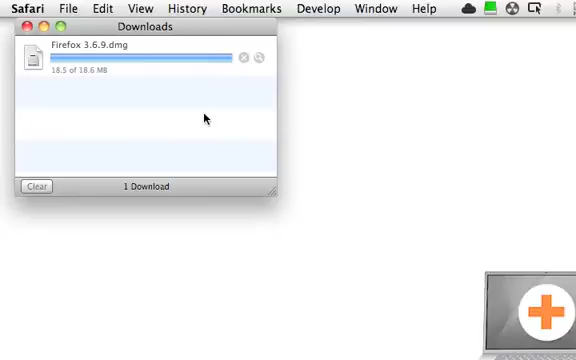 Safari File Edit View History Bookmarks Develop Window Help
Downloads
Firefox 3.6.9.dmg
18.5 of 18.6 MB
Clear 1 Download